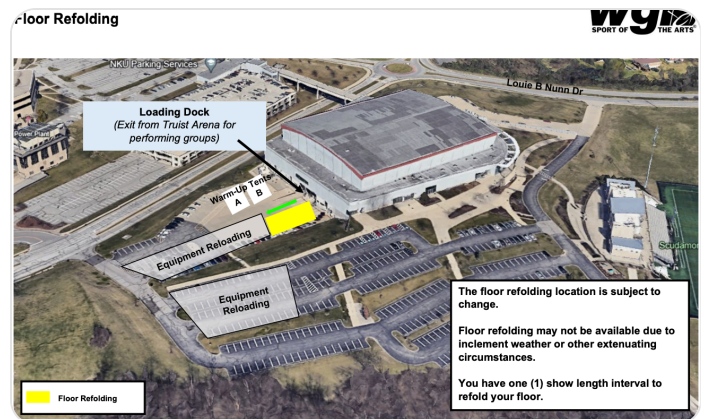 Floor Refolding
wgi
SPORT OF THE ARTS
NKU Parking Services
Louie B Nunn Dr
Loading Dock
(Exit from Truist Arena for
performing groups)
Power Plant
Warm-Up Tents
A B
Equipment Reloading
Scudamor
Equipment
Reloading
The floor refolding location is subject to
change.
Floor refolding may not be available due to
inclement weather or other extenuating
circumstances.
You have one (1) show length interval to
refold your floor.
Floor Refolding